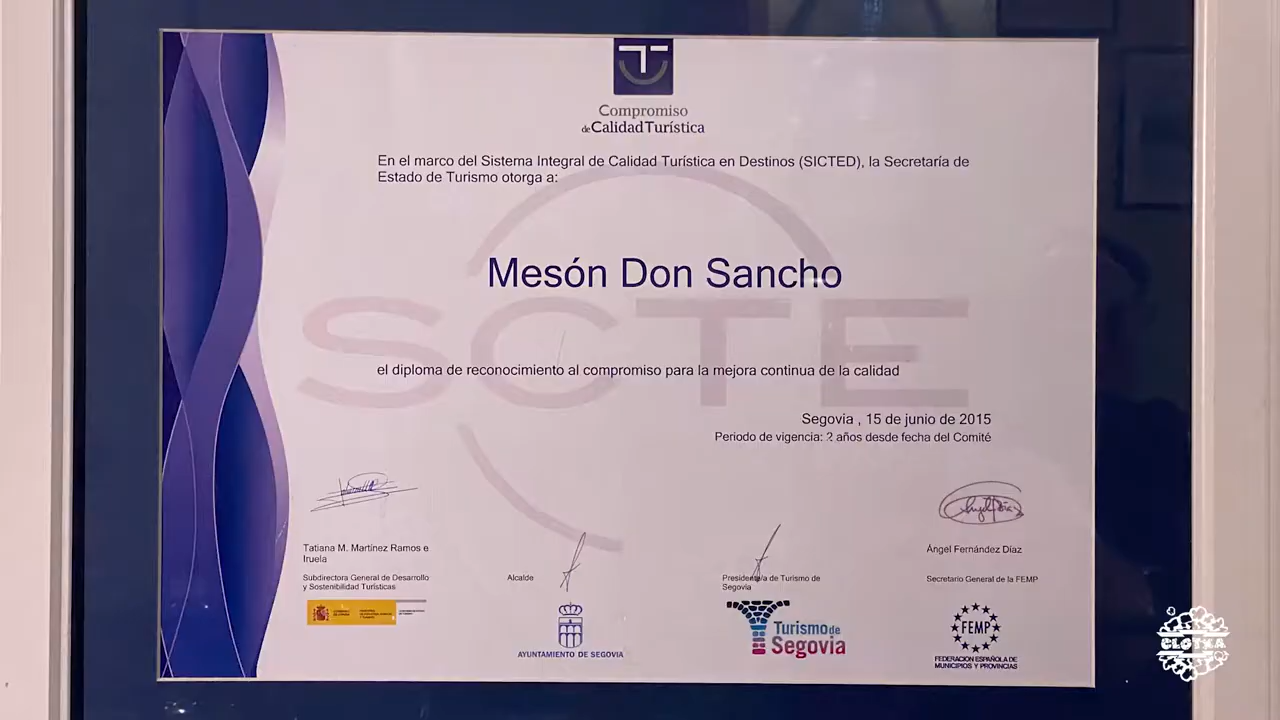 Compromiso
de Calidad Turística
En el marco del Sistema Integral de Calidad Turística en Destinos (SICTED), la Secretaría de
Estado de Turismo otorga a:
Mesón Don Sancho
SCTE
el diploma de reconocimiento al compromiso para la mejora continua de la calidad
Segovia , 15 de junio de 2015
Periodo de vigencia: 2 años desde fecha del Comité
Tatiana M. Martínez Ramos e
Iruela
Subdirectora General de Desarrollo
y Sostenibilidad Turísticas
Alcalde
Presidente/a de Turismo de
Segovia
Ángel Fernández Díaz
Secretario General de la FEMP
AYUNTAMIENTO DE SEGOVIA
Turismo de
Segovia
FEMP
FEDERACION ESPAÑOLA DE
MUNICIPIOS Y PROVINCIAS
CLOTXA